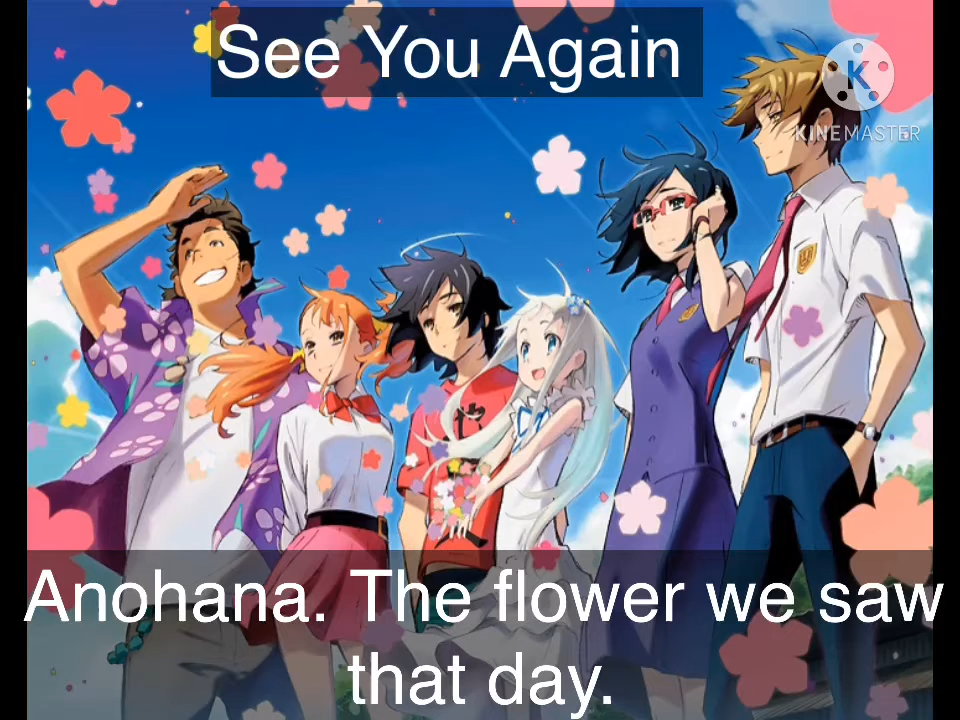 See You Again
K
KINEMASTER
Anohana. The flower we saw
that day.